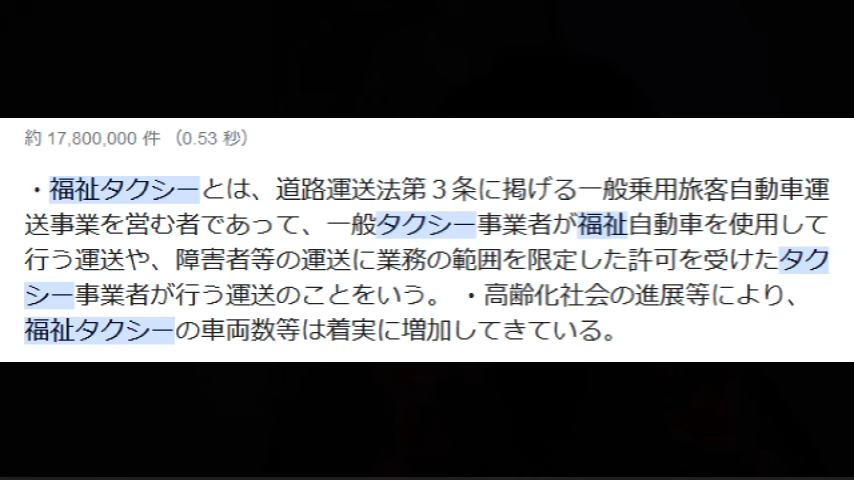 約 17,800,000 件 （0.53 秒）
・福祉タクシーとは、道路運送法第３条に掲げる一般乗用旅客自動車運
送事業を営む者であって、一般タクシー事業者が福祉自動車を使用して
行う運送や、障害者等の運送に業務の範囲を限定した許可を受けたタク
シー事業者が行う運送のことをいう。 ・高齢化社会の進展等により、
福祉タクシーの車両数等は着実に増加してきている。